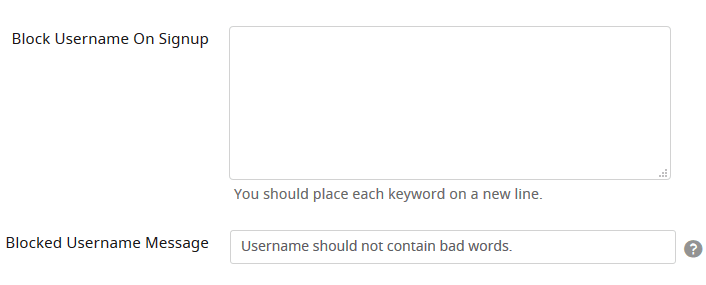 Block Username On Signup
You should place each keyword on a new line.
Blocked Username Message
Username should not contain bad words.
?